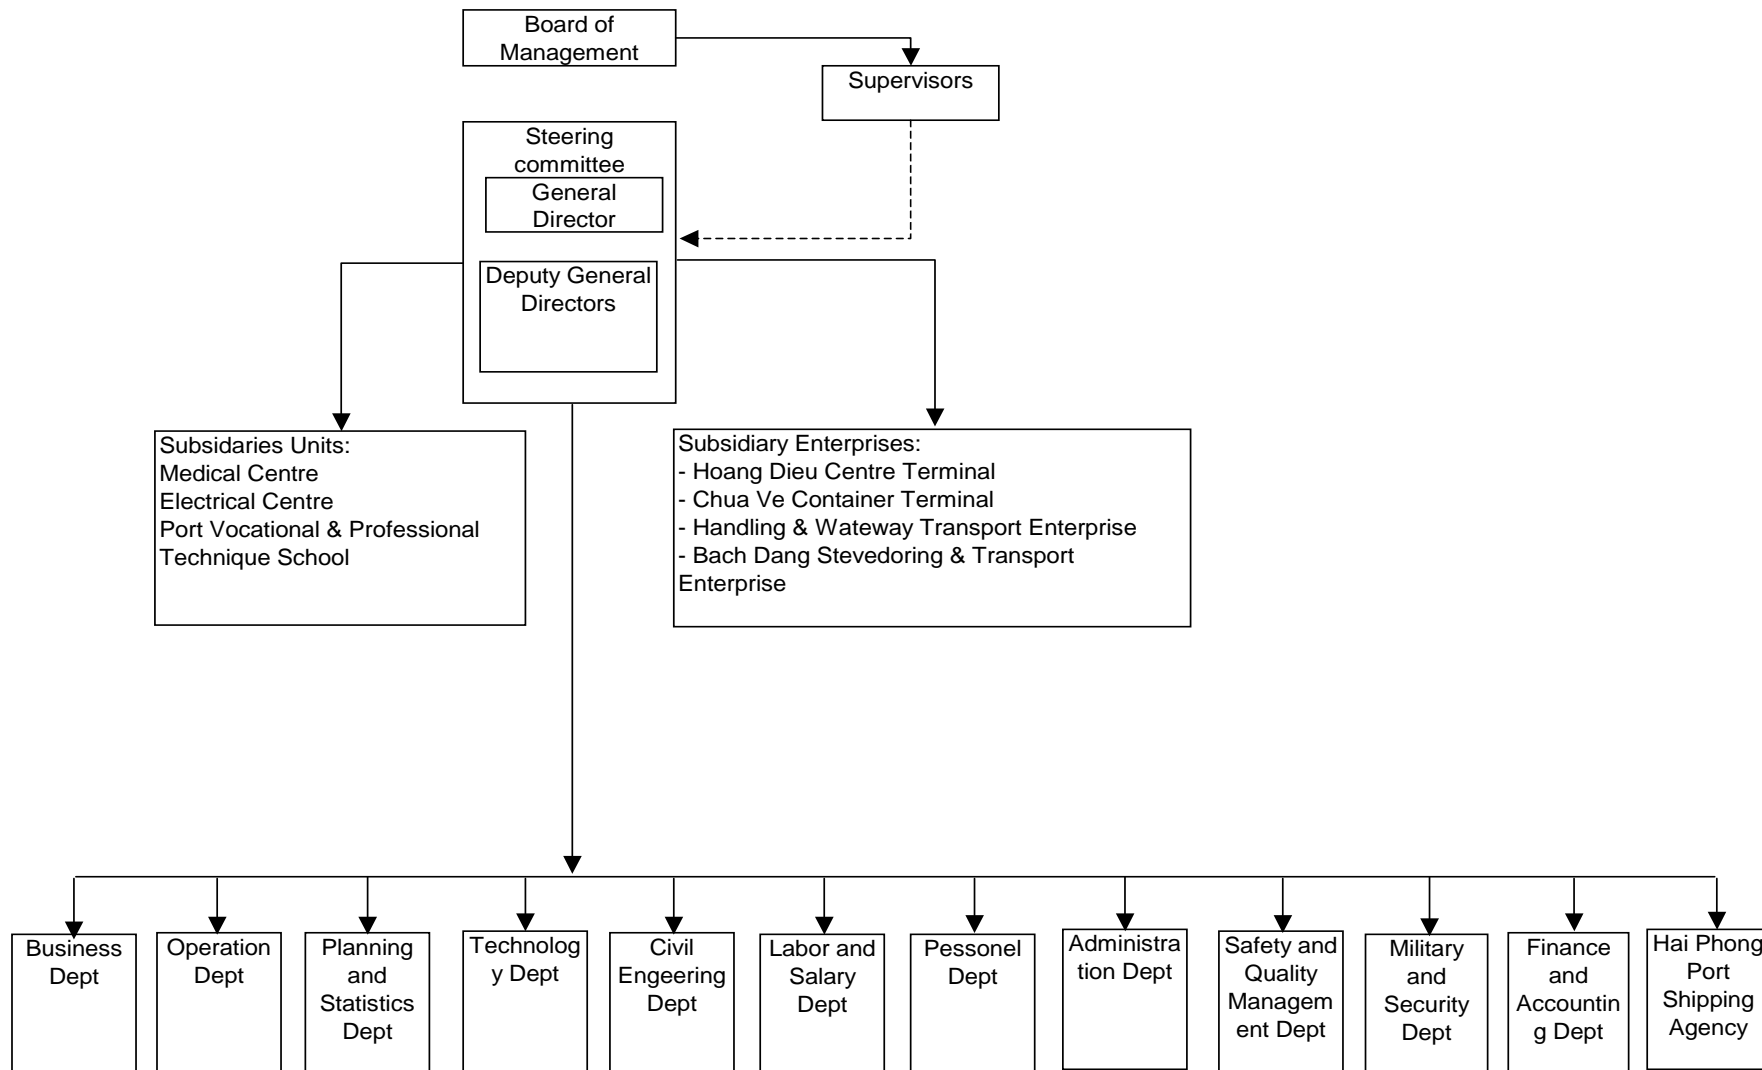 Board of
Management
Supervisors
Steering
committee
General
Director
Deputy General
Directors
Subsidaries Units:
Medical Centre
Electrical Centre
Port Vocational & Professional
Technique School
Subsidiary Enterprises:
- Hoang Dieu Centre Terminal
- Chua Ve Container Terminal
- Handling & Wateway Transport Enterprise
- Bach Dang Stevedoring & Transport
Enterprise
Business
Dept
Operation
Dept
Planning
and
Statistics
Dept
Technolog
y Dept
Civil
Engeering
Dept
Labor and
Salary
Dept
Pessonel
Dept
Administra
tion Dept
Safety and
Quality
Managem
ent Dept
Military
and
Security
Dept
Finance
and
Accountin
g Dept
Hai Phong
Port
Shipping
Agency